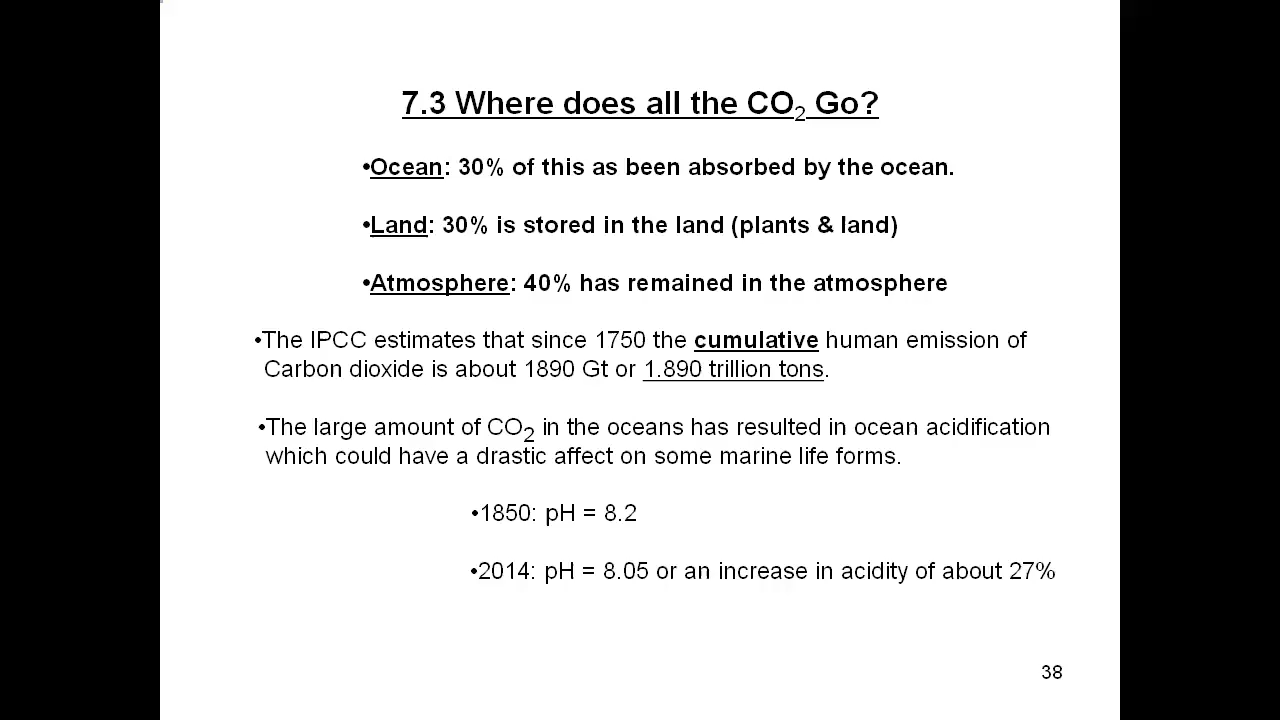 7.3 Where does all the CO₂ Go?
•Ocean: 30% of this as been absorbed by the ocean.
•Land: 30% is stored in the land (plants & land)
•Atmosphere: 40% has remained in the atmosphere
•The IPCC estimates that since 1750 the cumulative human emission of
Carbon dioxide is about 1890 Gt or 1.890 trillion tons.
•The large amount of CO₂ in the oceans has resulted in ocean acidification
which could have a drastic affect on some marine life forms.
•1850: pH = 8.2
•2014: pH = 8.05 or an increase in acidity of about 27%
38